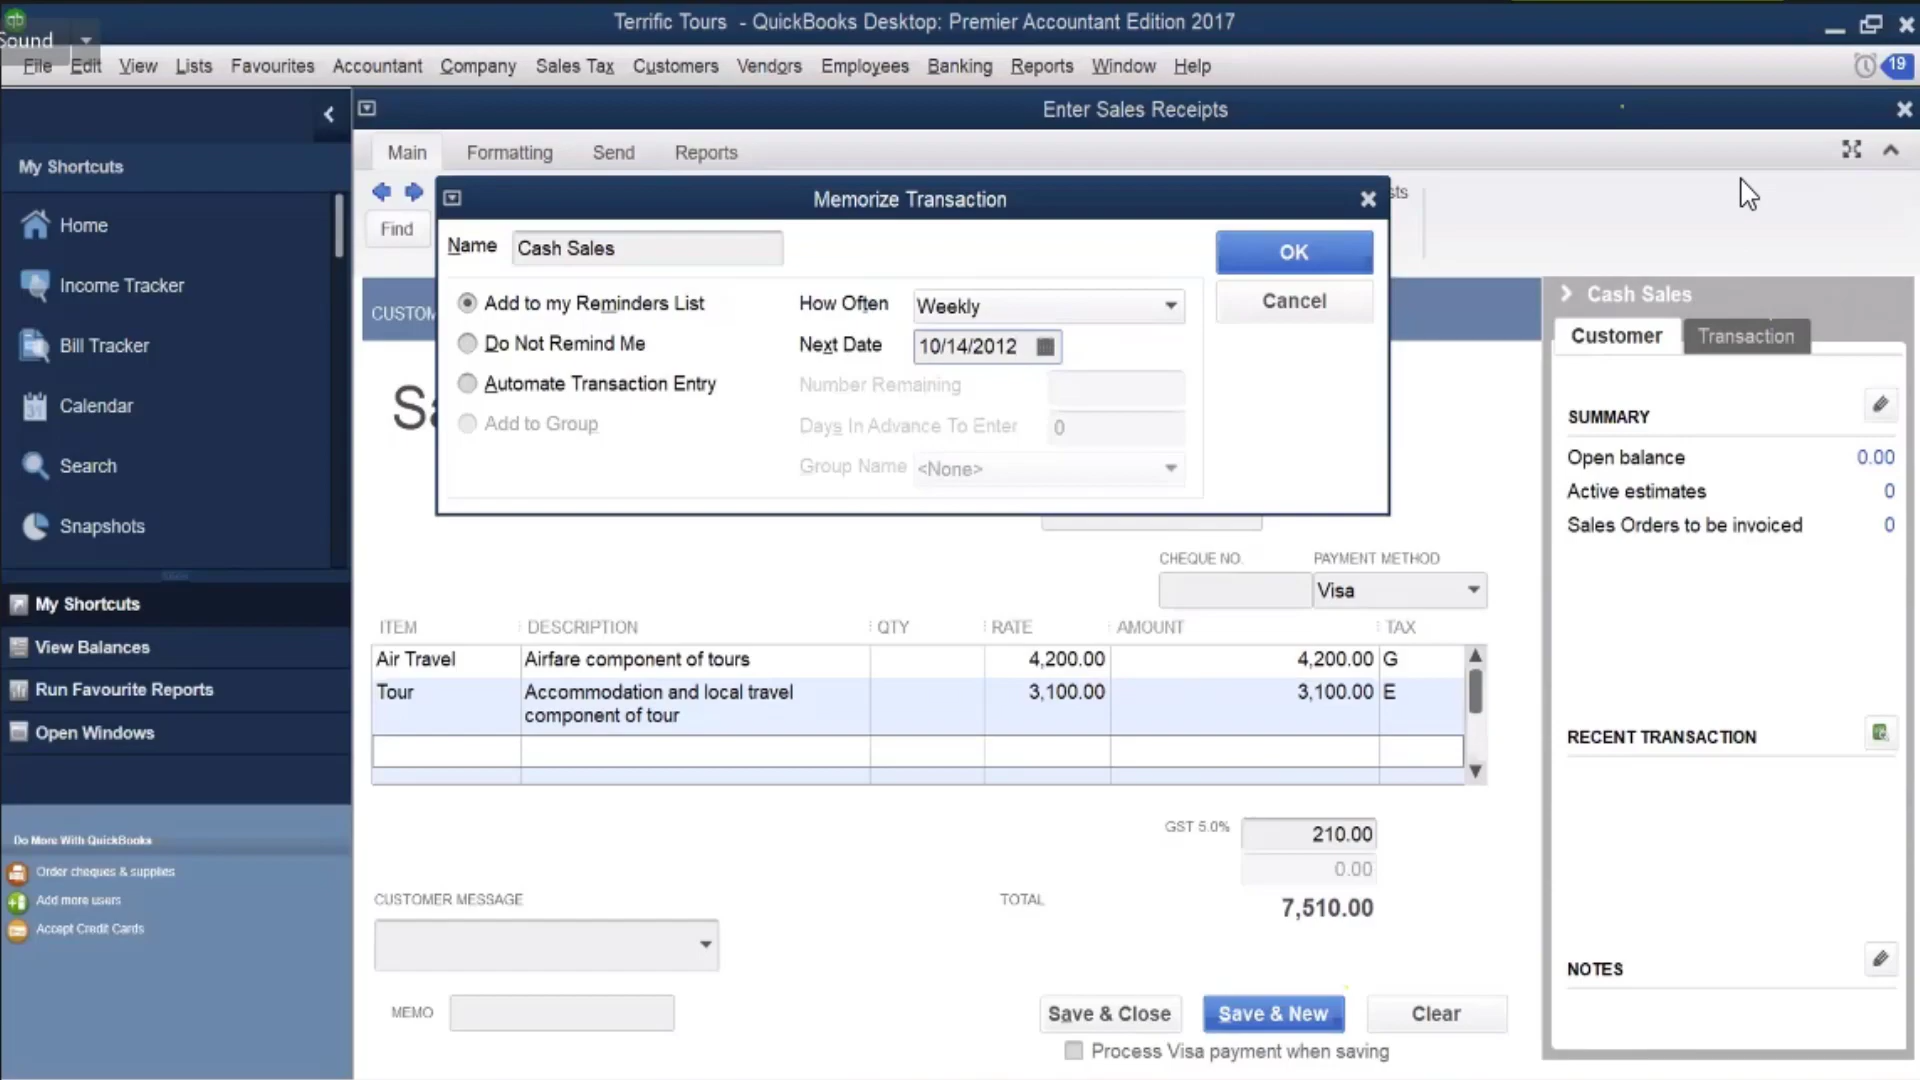 Terrific Tours - QuickBooks Desktop: Premier Accountant Edition 2017
Sound
File Edit View Lists Favourites Accountant Company Sales Tax Customers Vendors Employees Banking Reports Window Help
19
Enter Sales Receipts
My Shortcuts
Home
Income Tracker
Bill Tracker
Calendar
Search
Snapshots
My Shortcuts
View Balances
Run Favourite Reports
Open Windows
Do More With QuickBooks
Order cheques & supplies
Add more users
Accept Credit Cards
Main Formatting Send Reports
Find
Memorize Transaction
Name Cash Sales
OK
Cancel
Add to my Reminders List
Do Not Remind Me
Automate Transaction Entry
Add to Group
How Often Weekly
Next Date 10/14/2012
Number Remaining
Days In Advance To Enter 0
Group Name <None>
CUSTOM
Sa
CHEQUE NO. PAYMENT METHOD
Visa
ITEM DESCRIPTION QTY RATE AMOUNT TAX
Air Travel Airfare component of tours 4,200.00 4,200.00 G
Tour Accommodation and local travel 3,100.00 3,100.00 E
component of tour
GST 5.0% 210.00
0.00
TOTAL 7,510.00
CUSTOMER MESSAGE
MEMO
Save & Close Save & New Clear
Process Visa payment when saving
Cash Sales
Customer Transaction
SUMMARY
Open balance 0.00
Active estimates 0
Sales Orders to be invoiced 0
RECENT TRANSACTION
NOTES